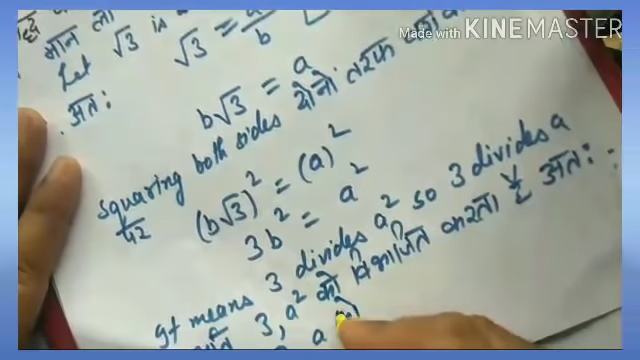 Made with KINEMASTER
मान लो
Let √3 is
√3 = a/b
अतः
b√3 = a
squaring both sides दोनो तरफ
पर
(b√3)² = (a)²
3b² = a²
It means 3 divides a² so 3 divides a
3, a² को विभाजित करता है अतः
a